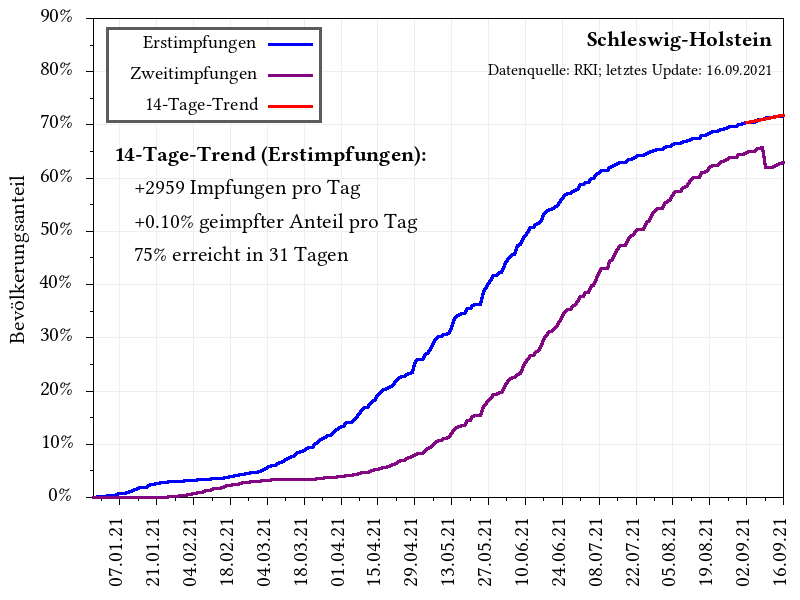 90%
80%
70%
60%
50%
40%
30%
20%
10%
0%
Bevölkerungsanteil
Erstimpfungen
Zweitimpfungen
14-Tage-Trend
Schleswig-Holstein
Datenquelle: RKI; letztes Update: 16.09.2021
14-Tage-Trend (Erstimpfungen):
+2959 Impfungen pro Tag
+0.10% geimpfter Anteil pro Tag
75% erreicht in 31 Tagen
07.01.21
21.01.21
04.02.21
18.02.21
04.03.21
18.03.21
01.04.21
15.04.21
29.04.21
13.05.21
27.05.21
10.06.21
24.06.21
08.07.21
22.07.21
05.08.21
19.08.21
02.09.21
16.09.21